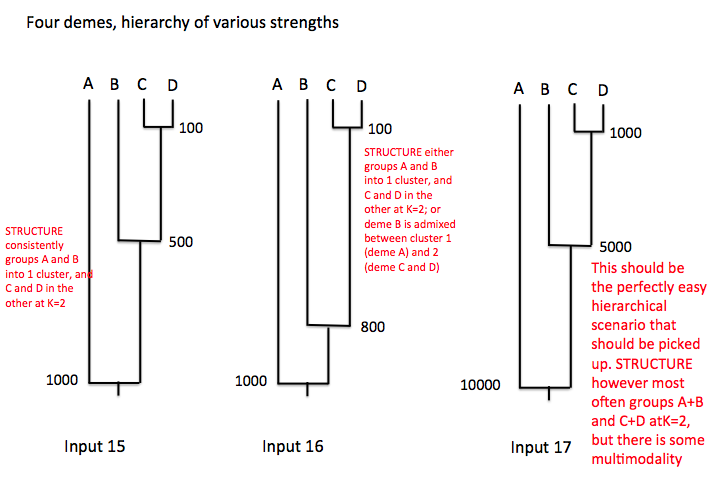 Four demes, hierarchy of various strengths
A B C D
100
500
1000
STRUCTURE
consistently
groups A and B
into 1 cluster, and
C and D in the
other at K=2
Input 15
A B C D
100
STRUCTURE either
groups A and B
into 1 cluster, and
C and D in the
other at K=2; or
deme B is admixed
between cluster 1
(deme A) and 2
(deme C and D)
800
1000
Input 16
A B C D
1000
5000
This should be
the perfectly easy
hierarchical
scenario that
should be picked
up. STRUCTURE
however most
often groups A+B
and C+D atK=2,
but there is some
multimodality
10000
Input 17